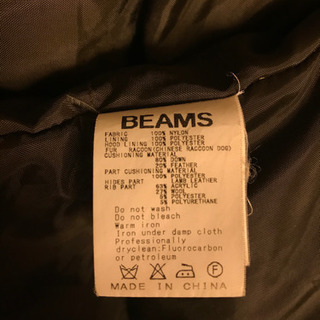 BEAMS
FABRIC 100% NYLON
LINING 100% POLYESTER
HOOD LINING 100% POLYESTER
FUR RACOON(CHINESE RACOON DOG)
CUSHIONING MATERIAL
80% DOWN
20% FEATHER
PART CUSHIONING MATERIAL
100% POLYESTER
HIDES PART LAMB LEATHER
RIB PART 63% ACRYLIC
27% WOOL
5% POLYESTER
5% POLYURETHANE
Do not wash
Do not bleach
Warm iron
Iron under damp cloth
Professionally
dryclean:Fluorocarbon
or petroleum
F
MADE IN CHINA